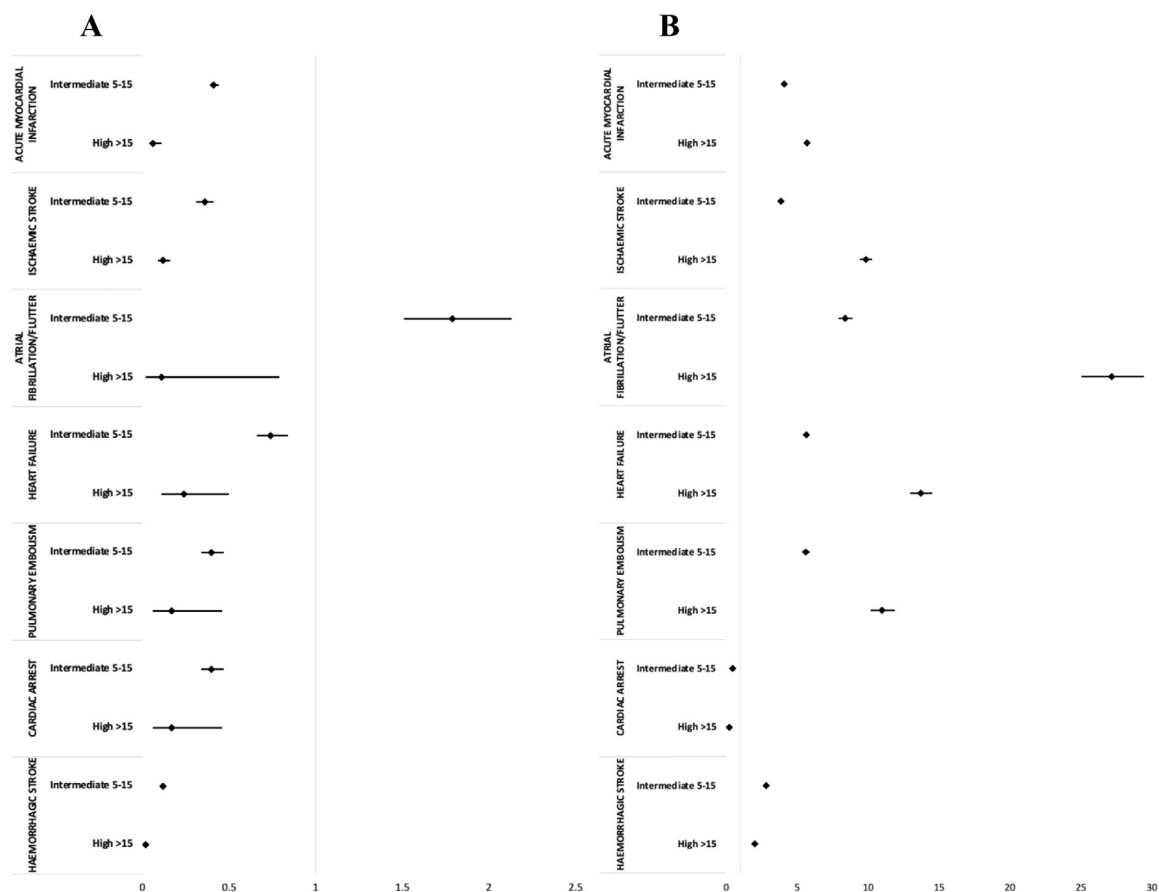 A
ACUTE MYOCARDIAL
INFARCTION
Intermediate 5-15
High >15
ISCHAEMIC STROKE
Intermediate 5-15
High >15
ATRIAL
FIBRILLATION/FLUTTER
Intermediate 5-15
High >15
HEART FAILURE
Intermediate 5-15
High >15
PULMONARY EMBOLISM
Intermediate 5-15
High >15
CARDIAC ARREST
Intermediate 5-15
High >15
HAEMORRHAGIC STROKE
Intermediate 5-15
High >15
0 0.5 1 1.5 2 2.5
B
ACUTE MYOCARDIAL
INFARCTION
Intermediate 5-15
High >15
ISCHAEMIC STROKE
Intermediate 5-15
High >15
ATRIAL
FIBRILLATION/FLUTTER
Intermediate 5-15
High >15
HEART FAILURE
Intermediate 5-15
High >15
PULMONARY EMBOLISM
Intermediate 5-15
High >15
CARDIAC ARREST
Intermediate 5-15
High >15
HAEMORRHAGIC STROKE
Intermediate 5-15
High >15
0 5 10 15 20 25 30